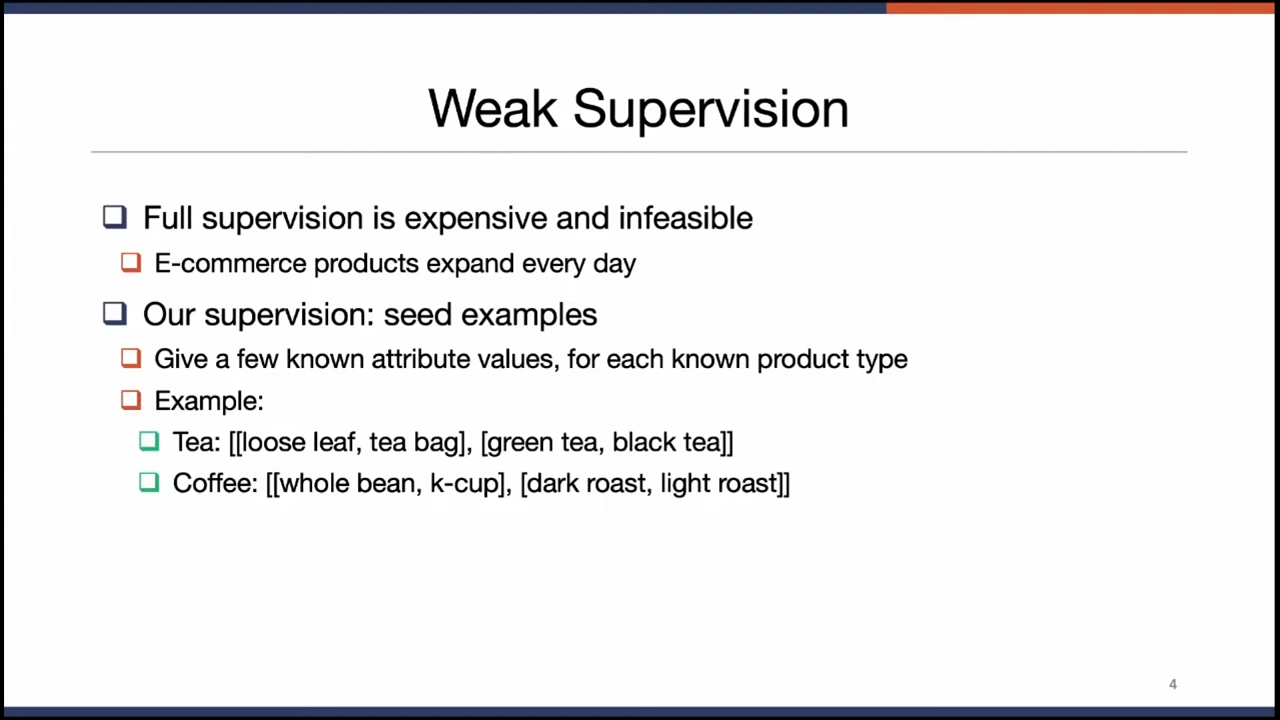 Weak Supervision
Full supervision is expensive and infeasible
E-commerce products expand every day
Our supervision: seed examples
Give a few known attribute values, for each known product type
Example:
Tea: [[loose leaf, tea bag], [green tea, black tea]]
Coffee: [[whole bean, k-cup], [dark roast, light roast]]
4